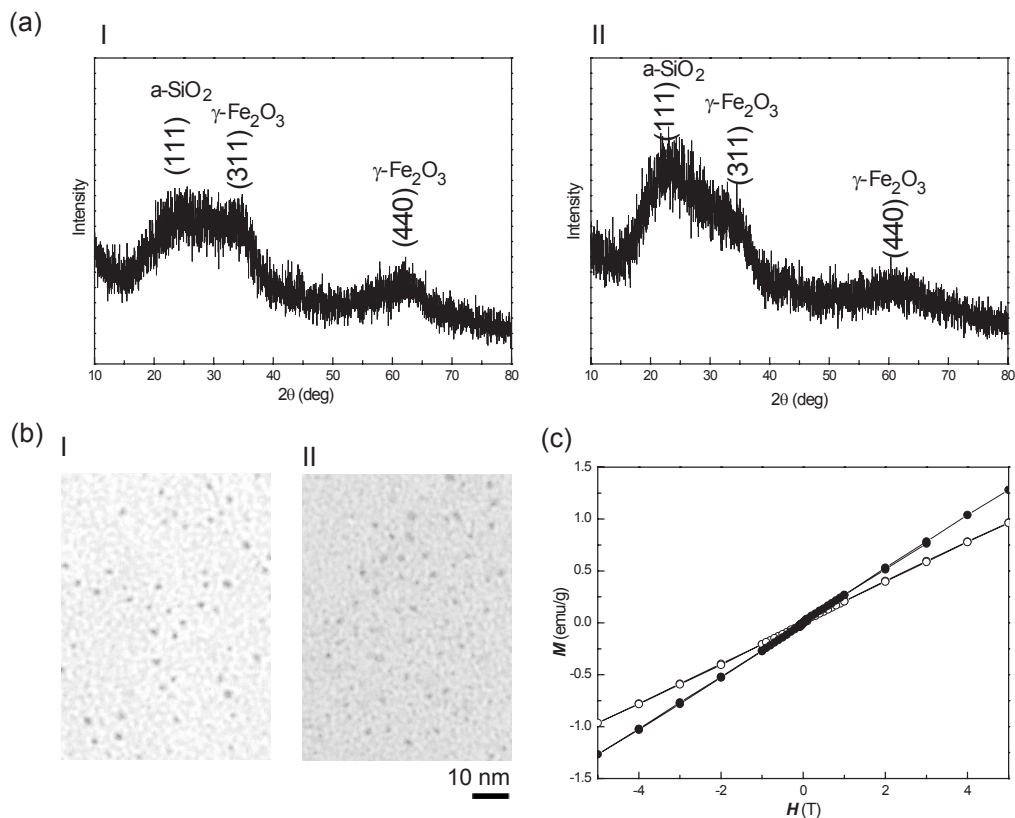 (a)
I
a-SiO2
(111)
γ-Fe2O3
(311)
γ-Fe2O3
(440)
Intensity
10 20 30 40 50 60 70 80
2θ (deg)
II
a-SiO2
(111)
γ-Fe2O3
(311)
γ-Fe2O3
(440)
Intensity
10 20 30 40 50 60 70 80
2θ (deg)
(b)
I
II
10 nm
(c)
1.5
1.0
0.5
0.0
-0.5
-1.0
-1.5
M (emu/g)
-4 -2 0 2 4
H (T)